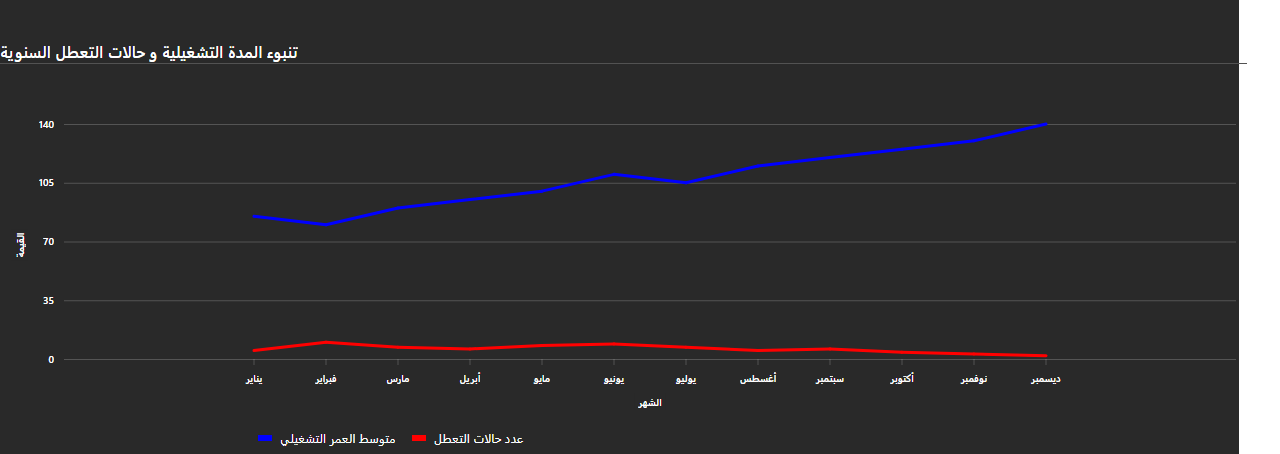 تنبوء المدة التشغيلية و حالات التعطل السنوية
140
105
70
35
0
القيمة
يناير فبراير مارس أبريل مايو يونيو يوليو أغسطس سبتمبر أكتوبر نوفمبر ديسمبر
الشهر
متوسط العمر التشغيلي عدد حالات التعطل